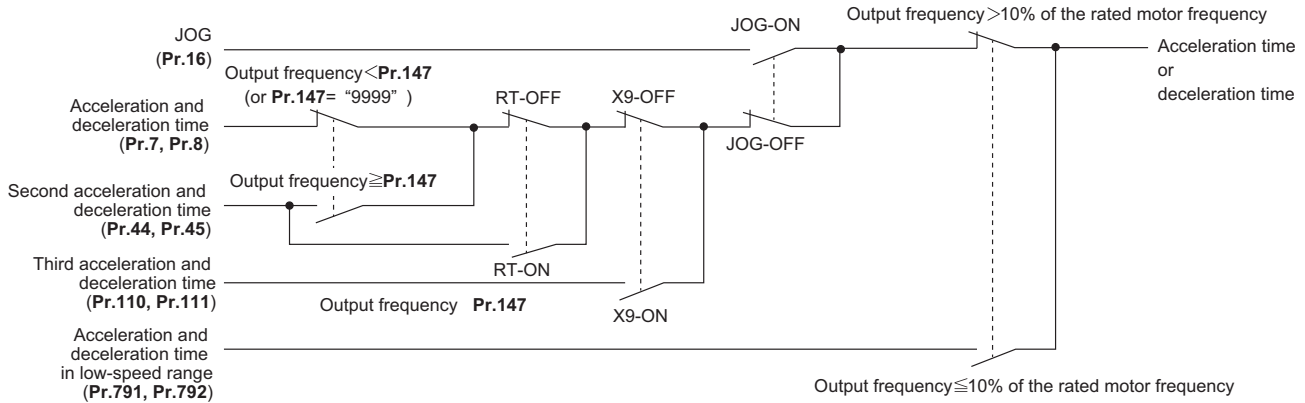 Output frequency＞10% of the rated motor frequency
JOG-ON
JOG
(Pr.16)
Acceleration time
or
deceleration time
Output frequency＜Pr.147
(or Pr.147= “9999” )
RT-OFF
X9-OFF
Acceleration and
deceleration time
(Pr.7, Pr.8)
JOG-OFF
Output frequency≧Pr.147
Second acceleration and
deceleration time
(Pr.44, Pr.45)
RT-ON
Third acceleration and
deceleration time
(Pr.110, Pr.111)
Output frequency Pr.147
X9-ON
Acceleration and
deceleration time
in low-speed range
(Pr.791, Pr.792)
Output frequency≦10% of the rated motor frequency